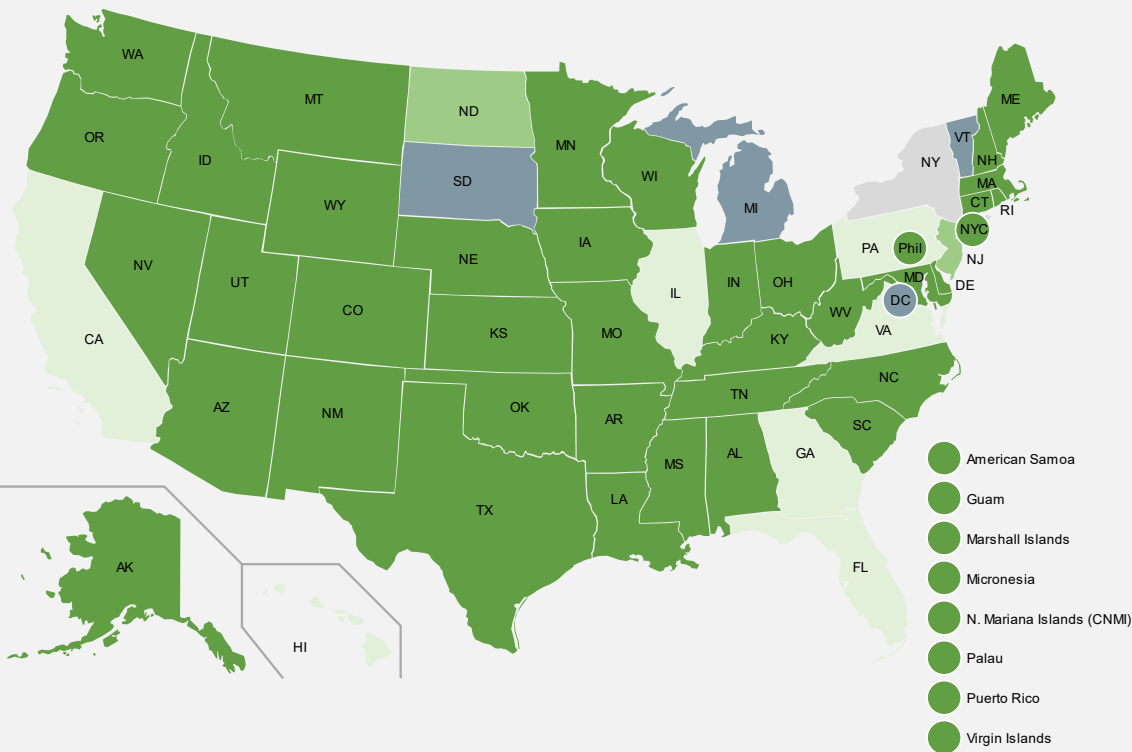 WA
MT
ND
MN
ME
OR
ID
SD
WI
MI
NY
VT
NH
MA
CT
RI
WY
NE
IA
PA
Phil
NYC
NJ
NV
UT
CO
KS
MO
IL
IN
OH
WV
MD
DE
DC
VA
CA
KY
AZ
NM
OK
AR
TN
NC
SC
MS
AL
GA
TX
LA
FL
AK
HI
American Samoa
Guam
Marshall Islands
Micronesia
N. Mariana Islands (CNMI)
Palau
Puerto Rico
Virgin Islands